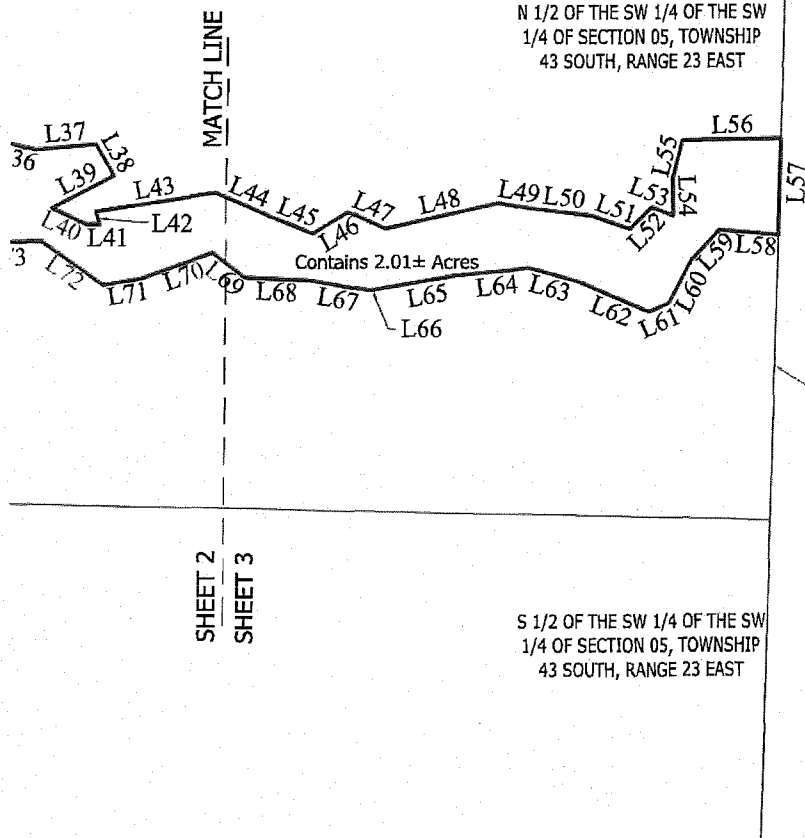 N 1/2 OF THE SW 1/4 OF THE SW
1/4 OF SECTION 05, TOWNSHIP
43 SOUTH, RANGE 23 EAST
MATCH LINE
36
L37
L38
L39
L40
L41
L42
L43
L44
L45
L46
L47
L48
L49
L50
L51
L52
L53
L54
L55
L56
L57
L58
L59
L60
L61
L62
L63
L64
L65
L66
L67
L68
L69
L70
L71
L72
73
Contains 2.01± Acres
SHEET 2
SHEET 3
S 1/2 OF THE SW 1/4 OF THE SW
1/4 OF SECTION 05, TOWNSHIP
43 SOUTH, RANGE 23 EAST